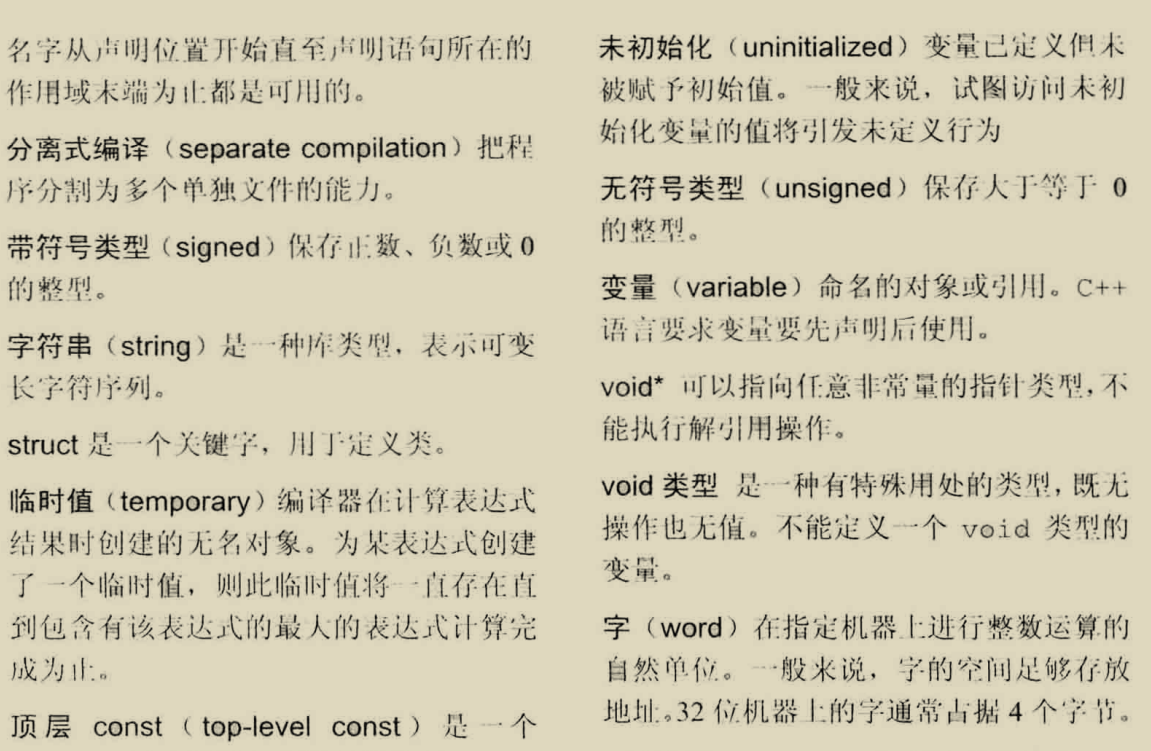 名字从声明位置开始直至声明语句所在的
作用域末端为止都是可用的。
分离式编译（separate compilation）把程
序分割为多个单独文件的能力。
带符号类型（signed）保存正数、负数或 0
的整型。
字符串（string）是一种库类型，表示可变
长字符序列。
struct 是一个关键字，用于定义类。
临时值（temporary）编译器在计算表达式
结果时创建的无名对象。为某表达式创建
了一个临时值，则此临时值将一直存在直
到包含有该表达式的最大的表达式计算完
成为止。
顶层 const（top-level const）是一个
未初始化（uninitialized）变量已定义但未
被赋予初始值。一般来说，试图访问未初
始化变量的值将引发未定义行为
无符号类型（unsigned）保存大于等于 0
的整型。
变量（variable）命名的对象或引用。C++
语言要求变量要先声明后使用。
void* 可以指向任意非常量的指针类型，不
能执行解引用操作。
void 类型 是一种有特殊用处的类型，既无
操作也无值。不能定义一个 void 类型的
变量。
字（word）在指定机器上进行整数运算的
自然单位。一般来说，字的空间足够存放
地址。32 位机器上的字通常占据 4 个字节。